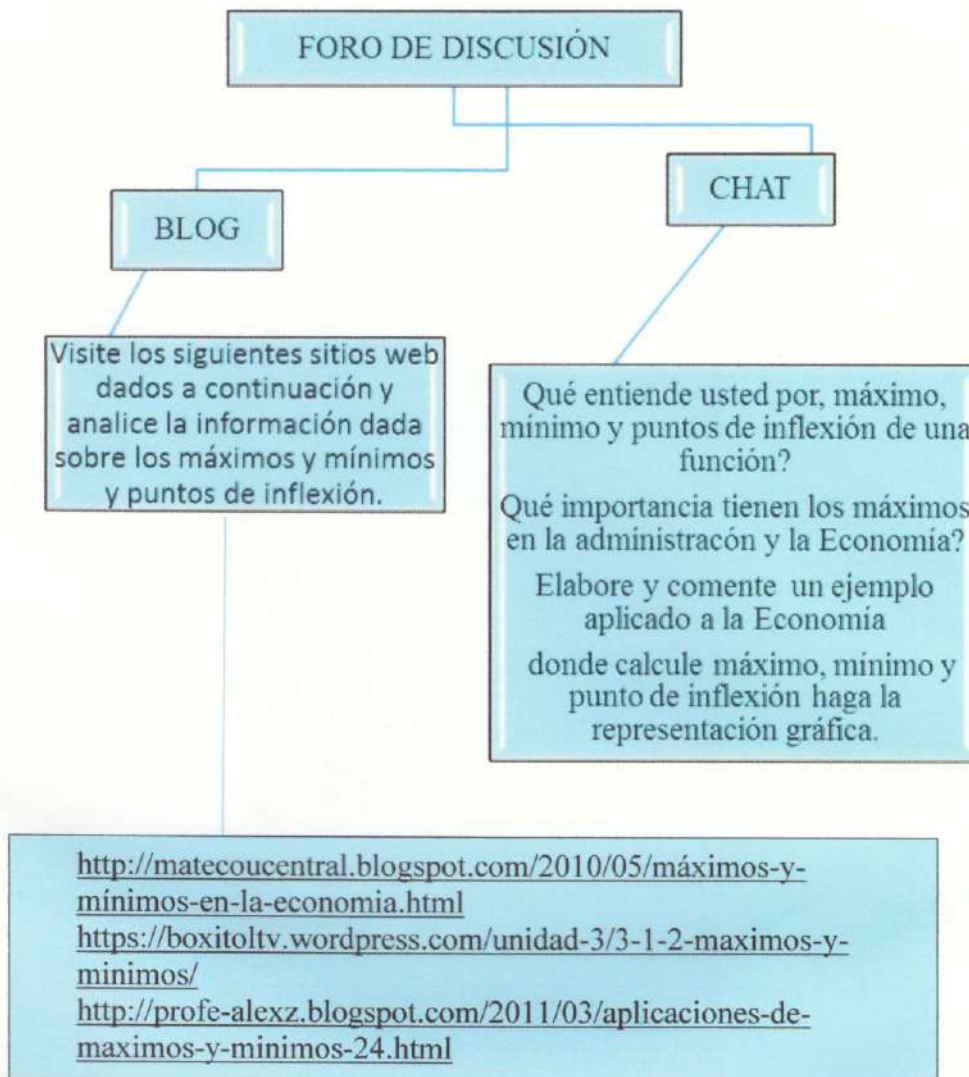 FORO DE DISCUSIÓN
BLOG
CHAT
Visite los siguientes sitios web
dados a continuación y
analice la información dada
sobre los máximos y mínimos
y puntos de inflexión.
Qué entiende usted por, máximo,
mínimo y puntos de inflexión de una
función?
Qué importancia tienen los máximos
en la administracón y la Economía?
Elabore y comente un ejemplo
aplicado a la Economía
donde calcule máximo, mínimo y
punto de inflexión haga la
representación gráfica.
http://matecoucentral.blogspot.com/2010/05/máximos-y-
mínimos-en-la-economia.html
https://boxitoltv.wordpress.com/unidad-3/3-1-2-maximos-y-
minimos/
http://profe-alexz.blogspot.com/2011/03/aplicaciones-de-
maximos-y-minimos-24.html